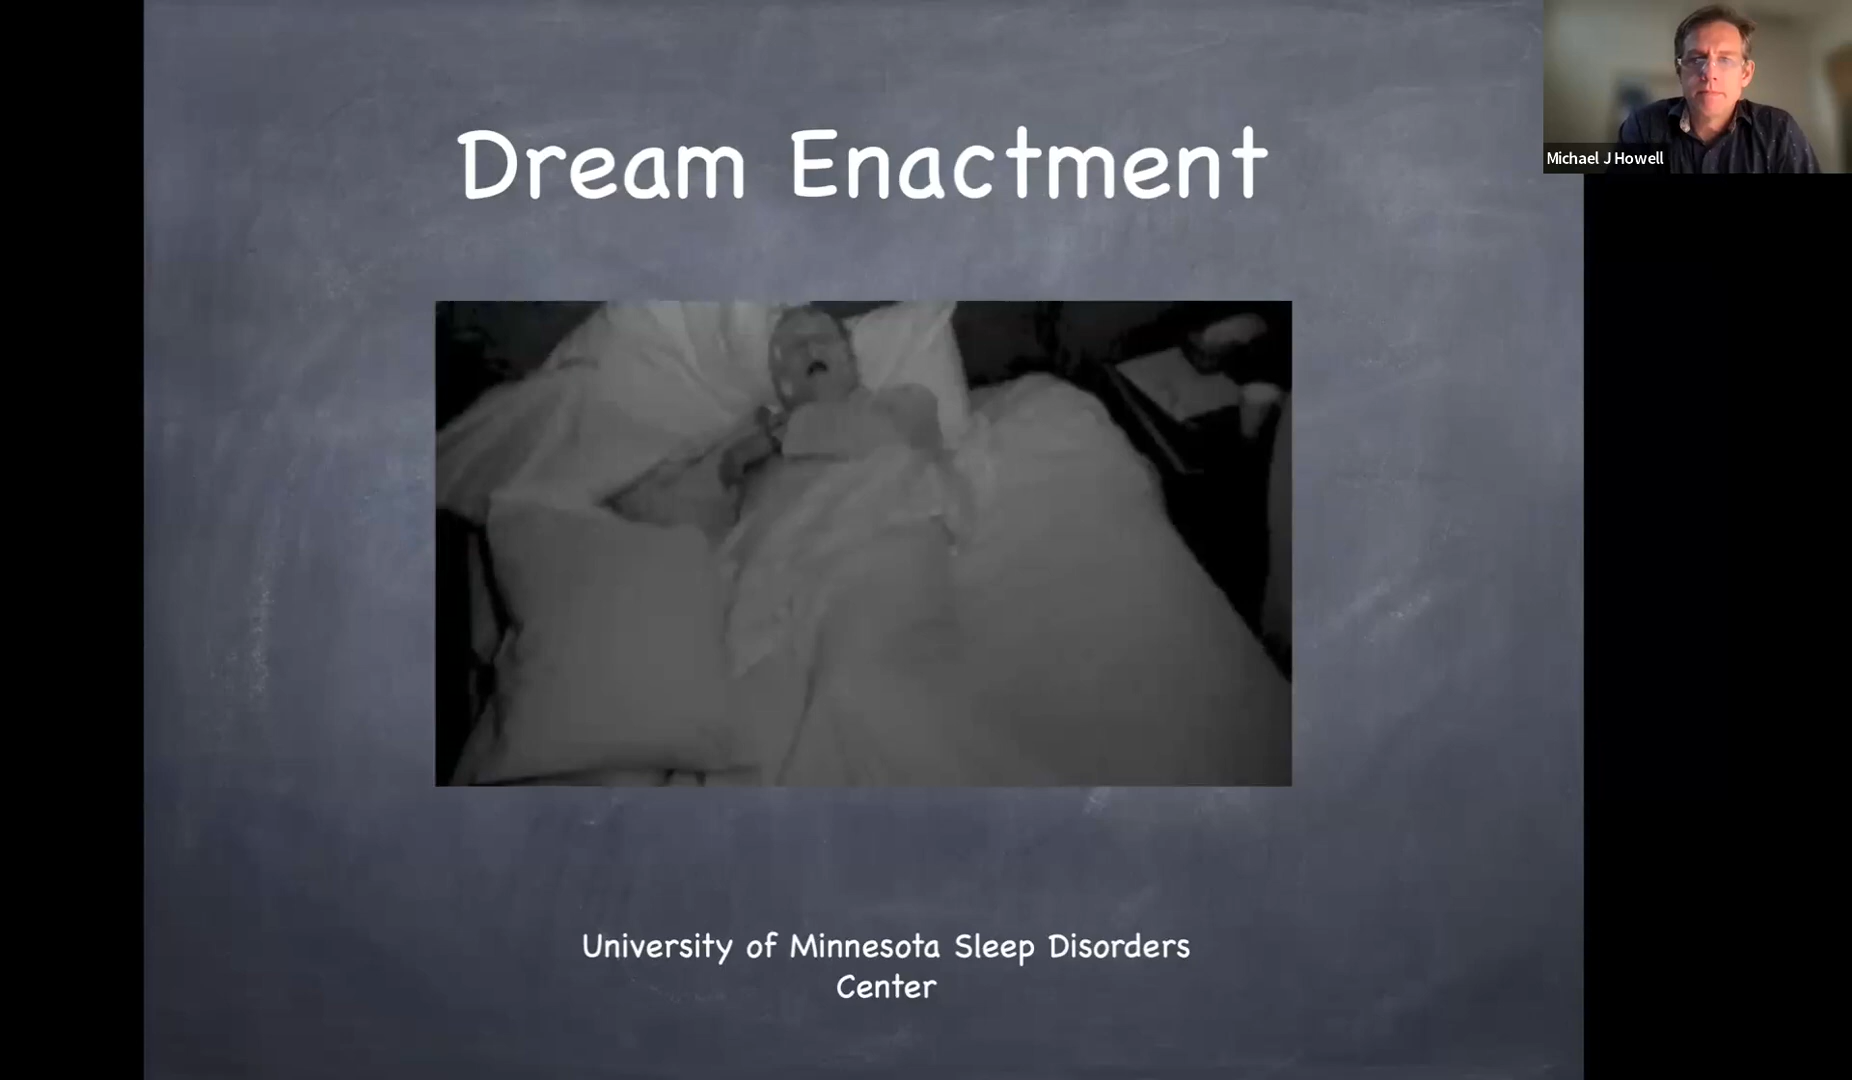 Dream Enactment
Michael J Howell
University of Minnesota Sleep Disorders
Center